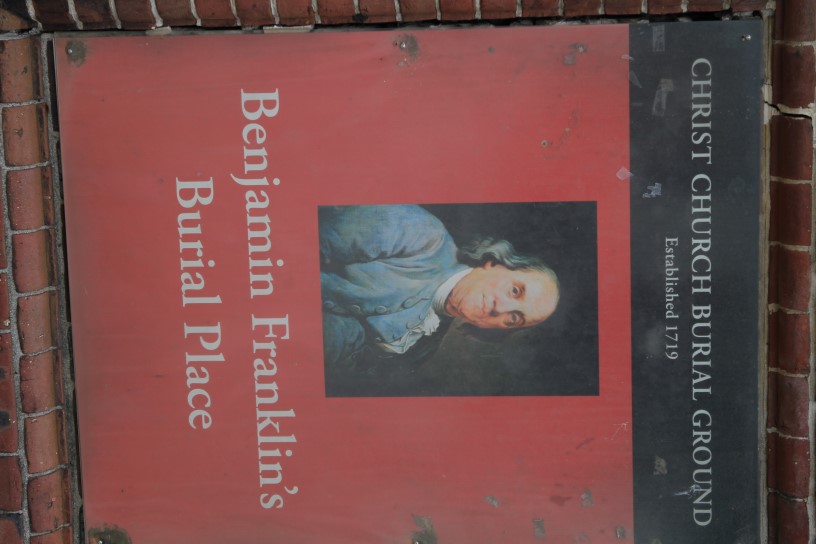 CHRIST CHURCH BURIAL GROUND
Established 1719
Benjamin Franklin's
Burial Place